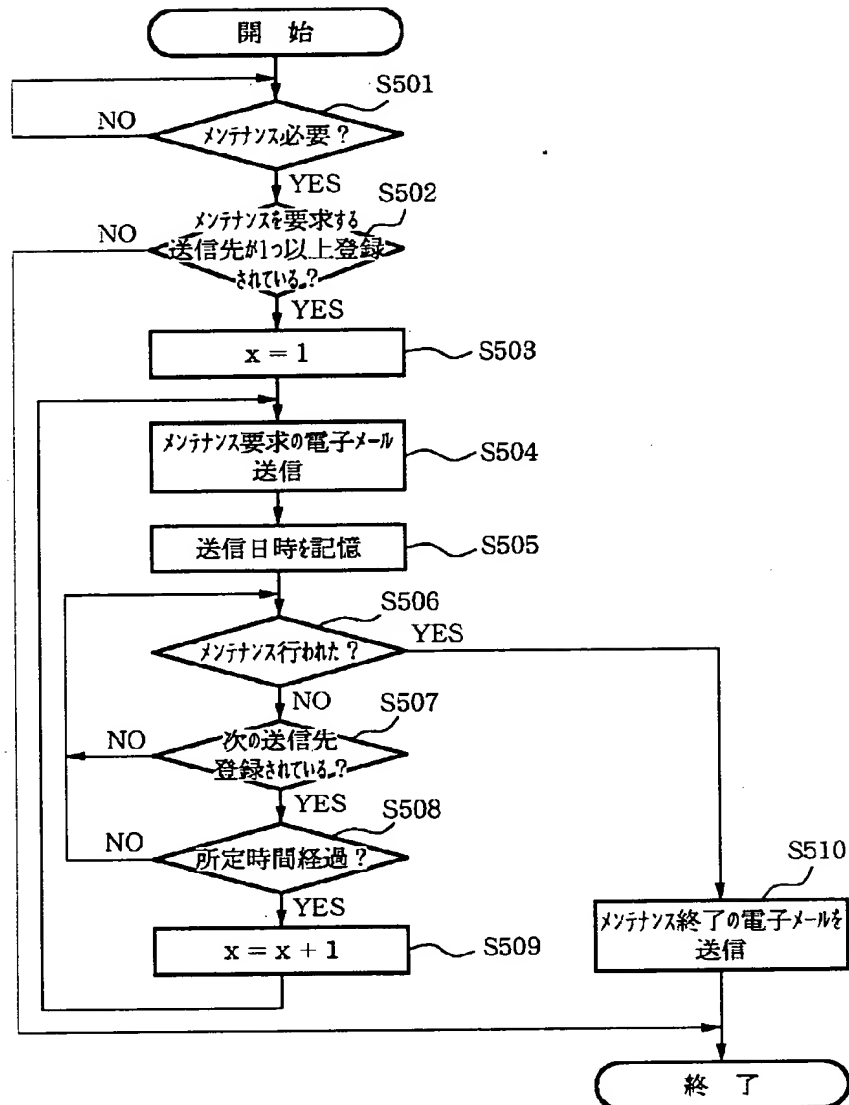 開始
S501
NO
メンテナンス必要？
YES
S502
NO
メンテナンスを要求する
送信先が1つ以上登録
されている？
YES
x = 1
S503
メンテナンス要求の電子メール
送信
S504
送信日時を記憶
S505
S506
メンテナンス行われた？
YES
NO
S507
NO
次の送信先
登録されている？
YES
S508
NO
所定時間経過？
YES
S510
x = x + 1
S509
メンテナンス終了の電子メールを
送信
終了